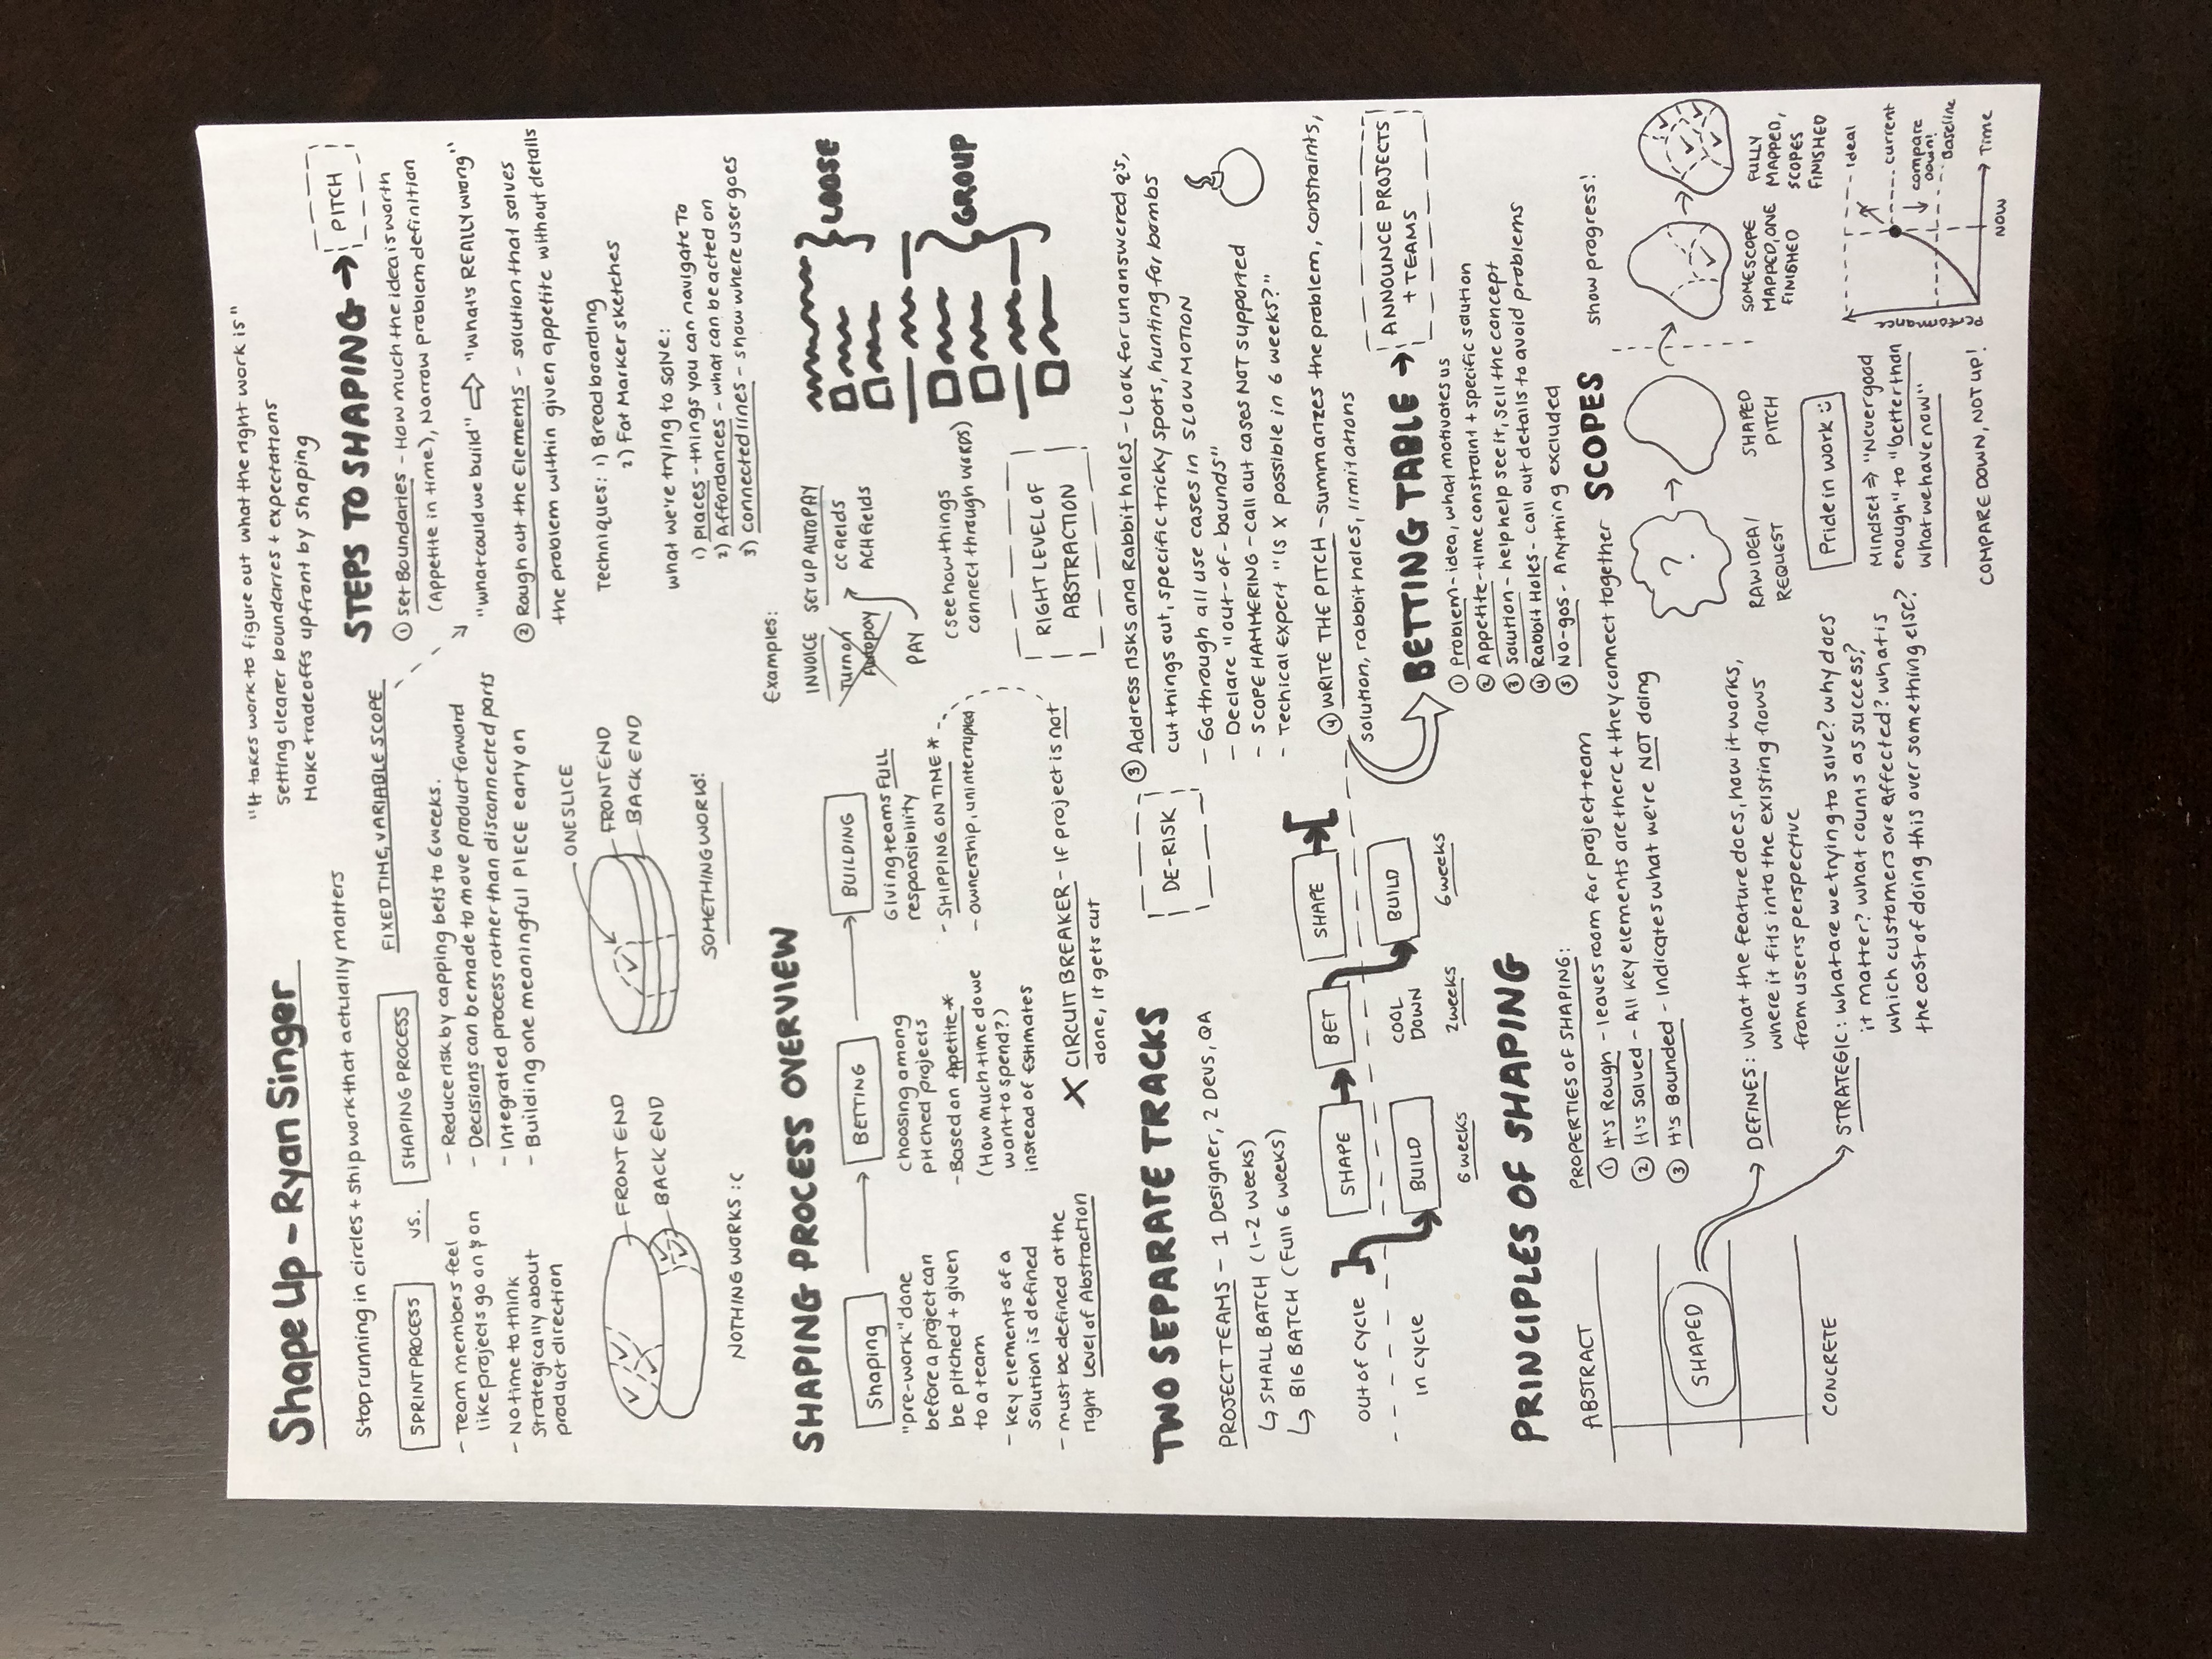 Shape Up - Ryan Singer
Stop running in circles + ship work that actually matters
SPRINT PROCESS
vs.
SHAPING PROCESS
FIXED TIME, VARIABLE SCOPE
- Team members feel
like projects go on & on
- No time to think
strategically about
product direction
- Reduce risk by capping bets to 6 weeks.
- Decisions can be made to move product forward
- Integrated process rather than disconnected parts
- Building one meaningful PIECE early on
FRONT END
BACK END
NOTHING WORKS :(
ONE SLICE
FRONTEND
BACK END
SOMETHING WORKS!
"It takes work to figure out what the right work is"
Setting clearer boundaries + expectations
Make tradeoffs upfront by shaping
STEPS TO SHAPING →
PITCH
① Set Boundaries - How much the idea is worth
(Appetite in time), Narrow problem definition
"what could we build" ⇨ "what's REALLY wrong"
② Rough out the Elements - solution that solves
the problem within given appetite without details
Techniques: 1) Breadboarding
2) Fat Marker sketches
what we're trying to solve:
1) Places - things you can navigate To
2) Affordances - what can be acted on
3) connected lines - show where user goes
Examples:
INVOICE
Turn on
Autopay
PAY
SET UP AUTOPAY
CC fields
ACH fields
(see how things
connect through WORDS)
LOOSE
GROUP
RIGHT LEVEL OF
ABSTRACTION
SHAPING PROCESS OVERVIEW
Shaping
"pre-work" done
before a project can
be pitched + given
to a team
- Key elements of a
solution is defined
- must be defined at the
right Level of Abstraction
BETTING
choosing among
pitched projects
- Based on Appetite *
(How much time do we
want to spend?)
instead of Estimates
BUILDING
Giving teams FULL
responsibility
- SHIPPING ON TIME *
- ownership, uninterrupted
X CIRCUIT BREAKER - If project is not
done, it gets cut
TWO SEPARATE TRACKS
PROJECT TEAMS - 1 Designer, 2 Devs, QA
↳ SMALL BATCH (1-2 weeks)
↳ BIG BATCH (Full 6 weeks)
out of cycle
in cycle
SHAPE
BET
SHAPE
BUILD
COOL
DOWN
BUILD
6 weeks
2 weeks
6 weeks
DE-RISK
③ Address risks and Rabbit holes - Look for unanswered q's,
cut things out, specific tricky spots, hunting for bombs
- Go through all use cases in SLOW MOTION
- Declare "out-of-bounds"
- SCOPE HAMMERING - call out cases NOT supported
- Techical Expert "Is X possible in 6 weeks?"
④ WRITE THE PITCH - summarizes the problem, constraints,
solution, rabbit holes, limitations
BETTING TABLE →
ANNOUNCE PROJECTS
+ TEAMS
① Problem - idea, what motivates us
② Appetite - time constraint + specific solution
③ Solution - help help see it, sell the concept
④ Rabbit Holes - call out details to avoid problems
⑤ No-gos - Anything excluded
PRINCIPLES OF SHAPING
ABSTRACT
SHAPED
CONCRETE
PROPERTIES OF SHAPING:
① It's Rough - leaves room for project team
② It's Solved - All key elements are there + they connect together
③ It's Bounded - Indicates what we're NOT doing
DEFINES: what the feature does, how it works,
where it fits into the existing flows
from user's perspective
STRATEGIC: what are we trying to solve? why does
it matter? what counts as success?
which customers are affected? what is
the cost of doing this over something else?
SCOPES
show progress!
?
RAW IDEA/
REQUEST
SHAPED
PITCH
SOME SCOPE
MAPPED, ONE
FINISHED
FULLY
MAPPED,
SCOPES
FINISHED
Pride in work :)
Mindset ⇒ "Never good
enough" to "better than
what we have now"
COMPARE DOWN, NOT UP!
Performance
Ideal
current
↓ compare
down!
Baseline
Time
NOW